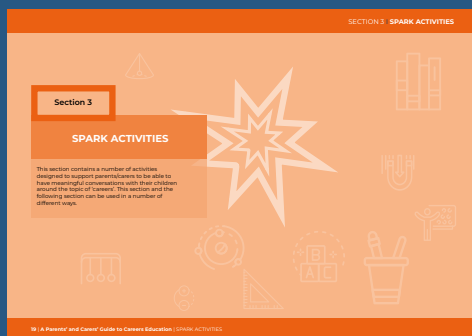 SECTION 3 | SPARK ACTIVITIES
Section 3
SPARK ACTIVITIES
This section contains a number of activities
designed to support parents/carers to be able to
have meaningful conversations with their children
around the topic of 'careers'. This section and the
following section can be used in a number of
different ways.
B
A C
18 | A Parents' and Carers' Guide to Careers Education | SPARK ACTIVITIES